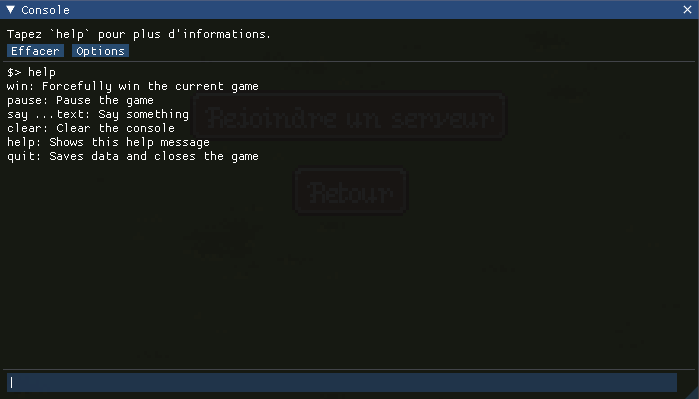 Console
Tapez `help` pour plus d'informations.
Effacer Options
$> help
win: Forcefully win the current game
pause: Pause the game
say ...text: Say something
clear: Clear the console
help: Shows this help message
quit: Saves data and closes the game
Rejoindre un serveur
Retour